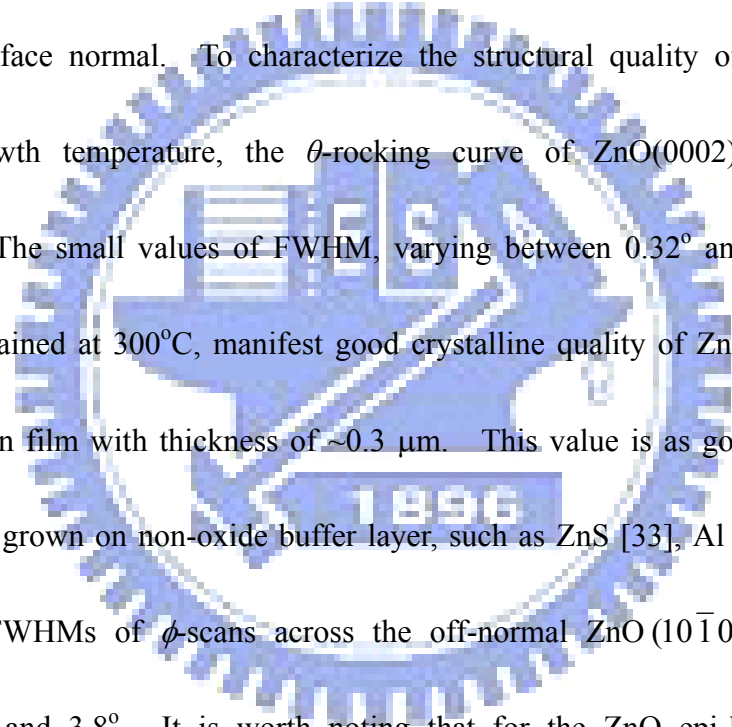 face normal. To characterize the structural quality of
wth temperature, the θ-rocking curve of ZnO(0002)
The small values of FWHM, varying between 0.32° an
ained at 300°C, manifest good crystalline quality of Zn
n film with thickness of ~0.3 μm. This value is as go
grown on non-oxide buffer layer, such as ZnS [33], Al
FWHMs of ϕ-scans across the off-normal ZnO (101̄0
and 3.8°. It is worth noting that for the ZnO epi-l
1896